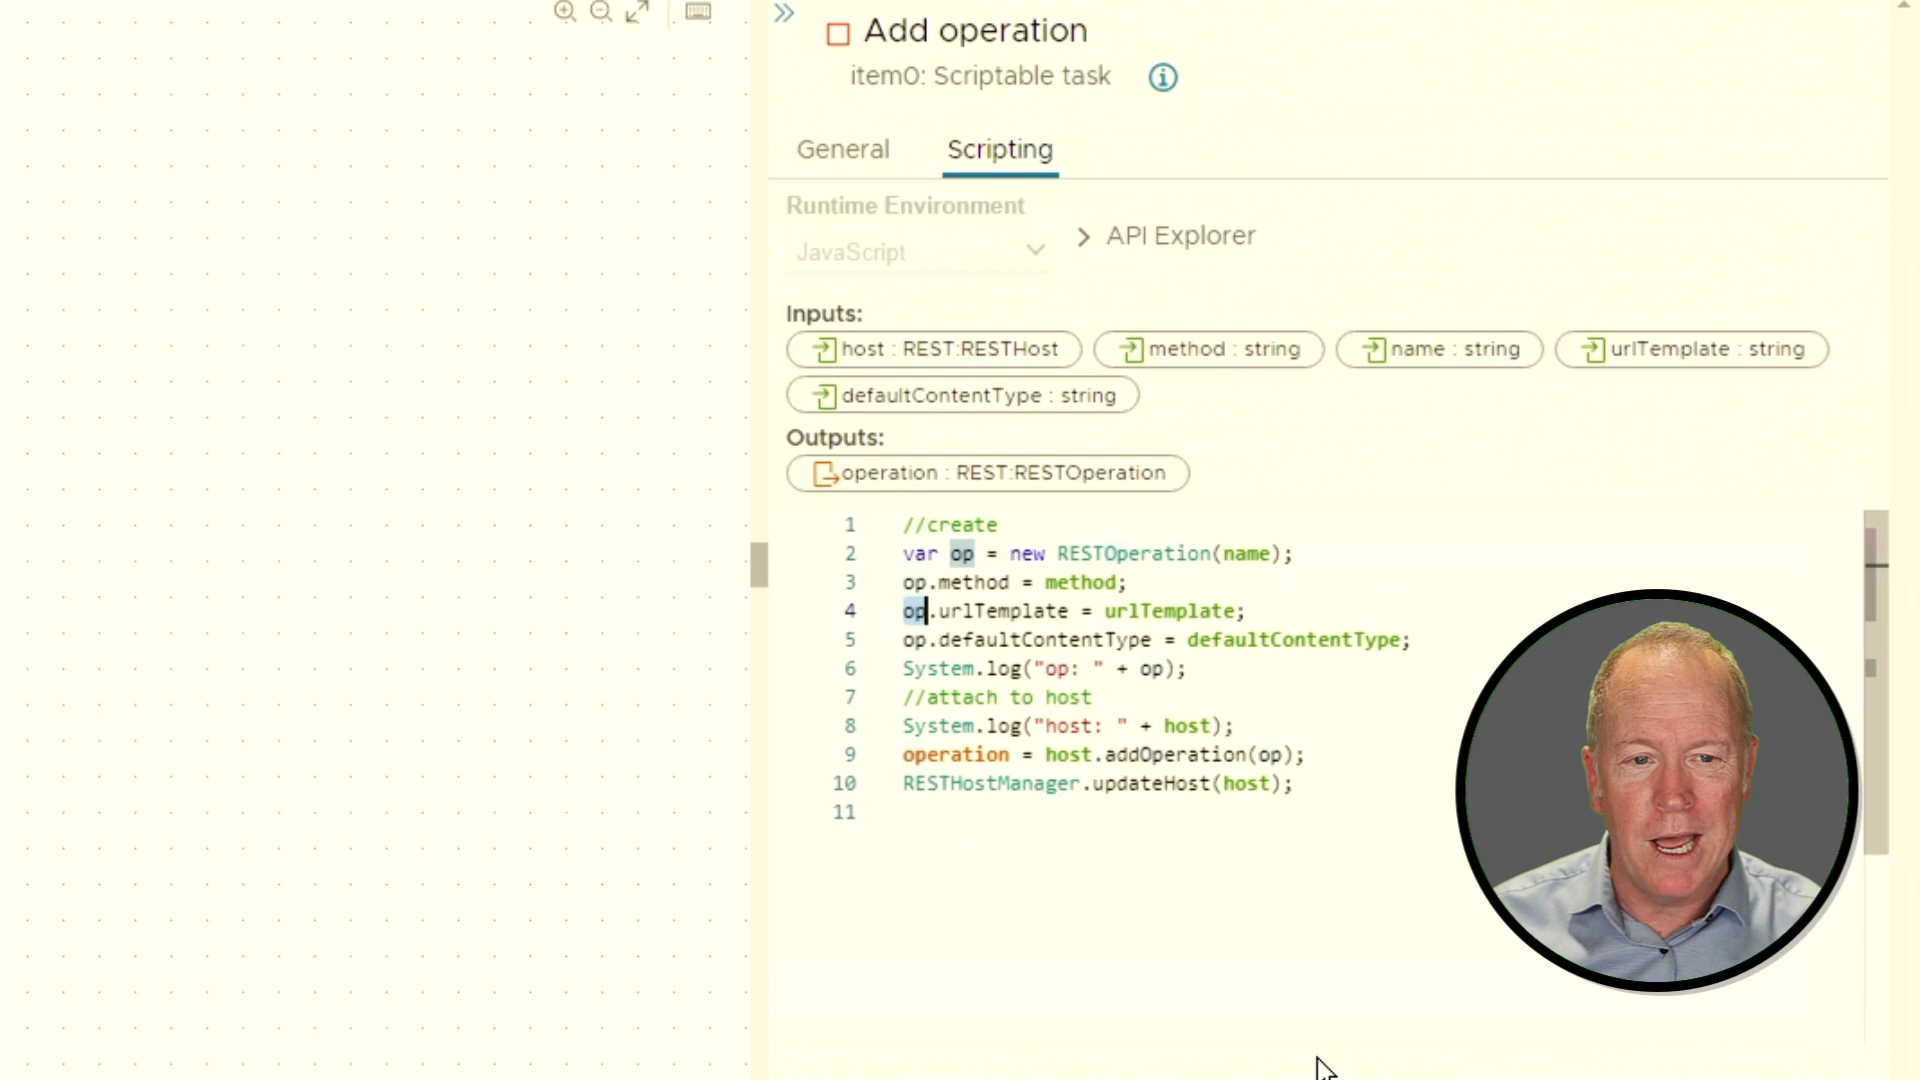 Add operation
item0: Scriptable task
General Scripting
Runtime Environment
JavaScript
API Explorer
Inputs:
host : REST:RESTHost method : string name : string urlTemplate : string
defaultContentType : string
Outputs:
operation : REST:RESTOperation
1 //create
2 var op = new RESTOperation(name);
3 op.method = method;
4 op.urlTemplate = urlTemplate;
5 op.defaultContentType = defaultContentType;
6 System.log("op: " + op);
7 //attach to host
8 System.log("host: " + host);
9 operation = host.addOperation(op);
10 RESTHostManager.updateHost(host);
11